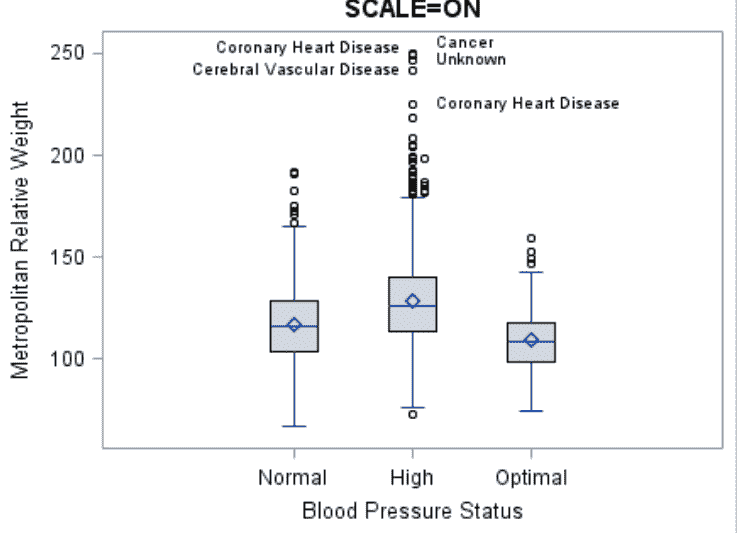 SCALE=ON
250
Coronary Heart Disease
Cancer
Unknown
Cerebral Vascular Disease
Coronary Heart Disease
200
150
100
Metropolitan Relative Weight
Normal
High
Optimal
Blood Pressure Status